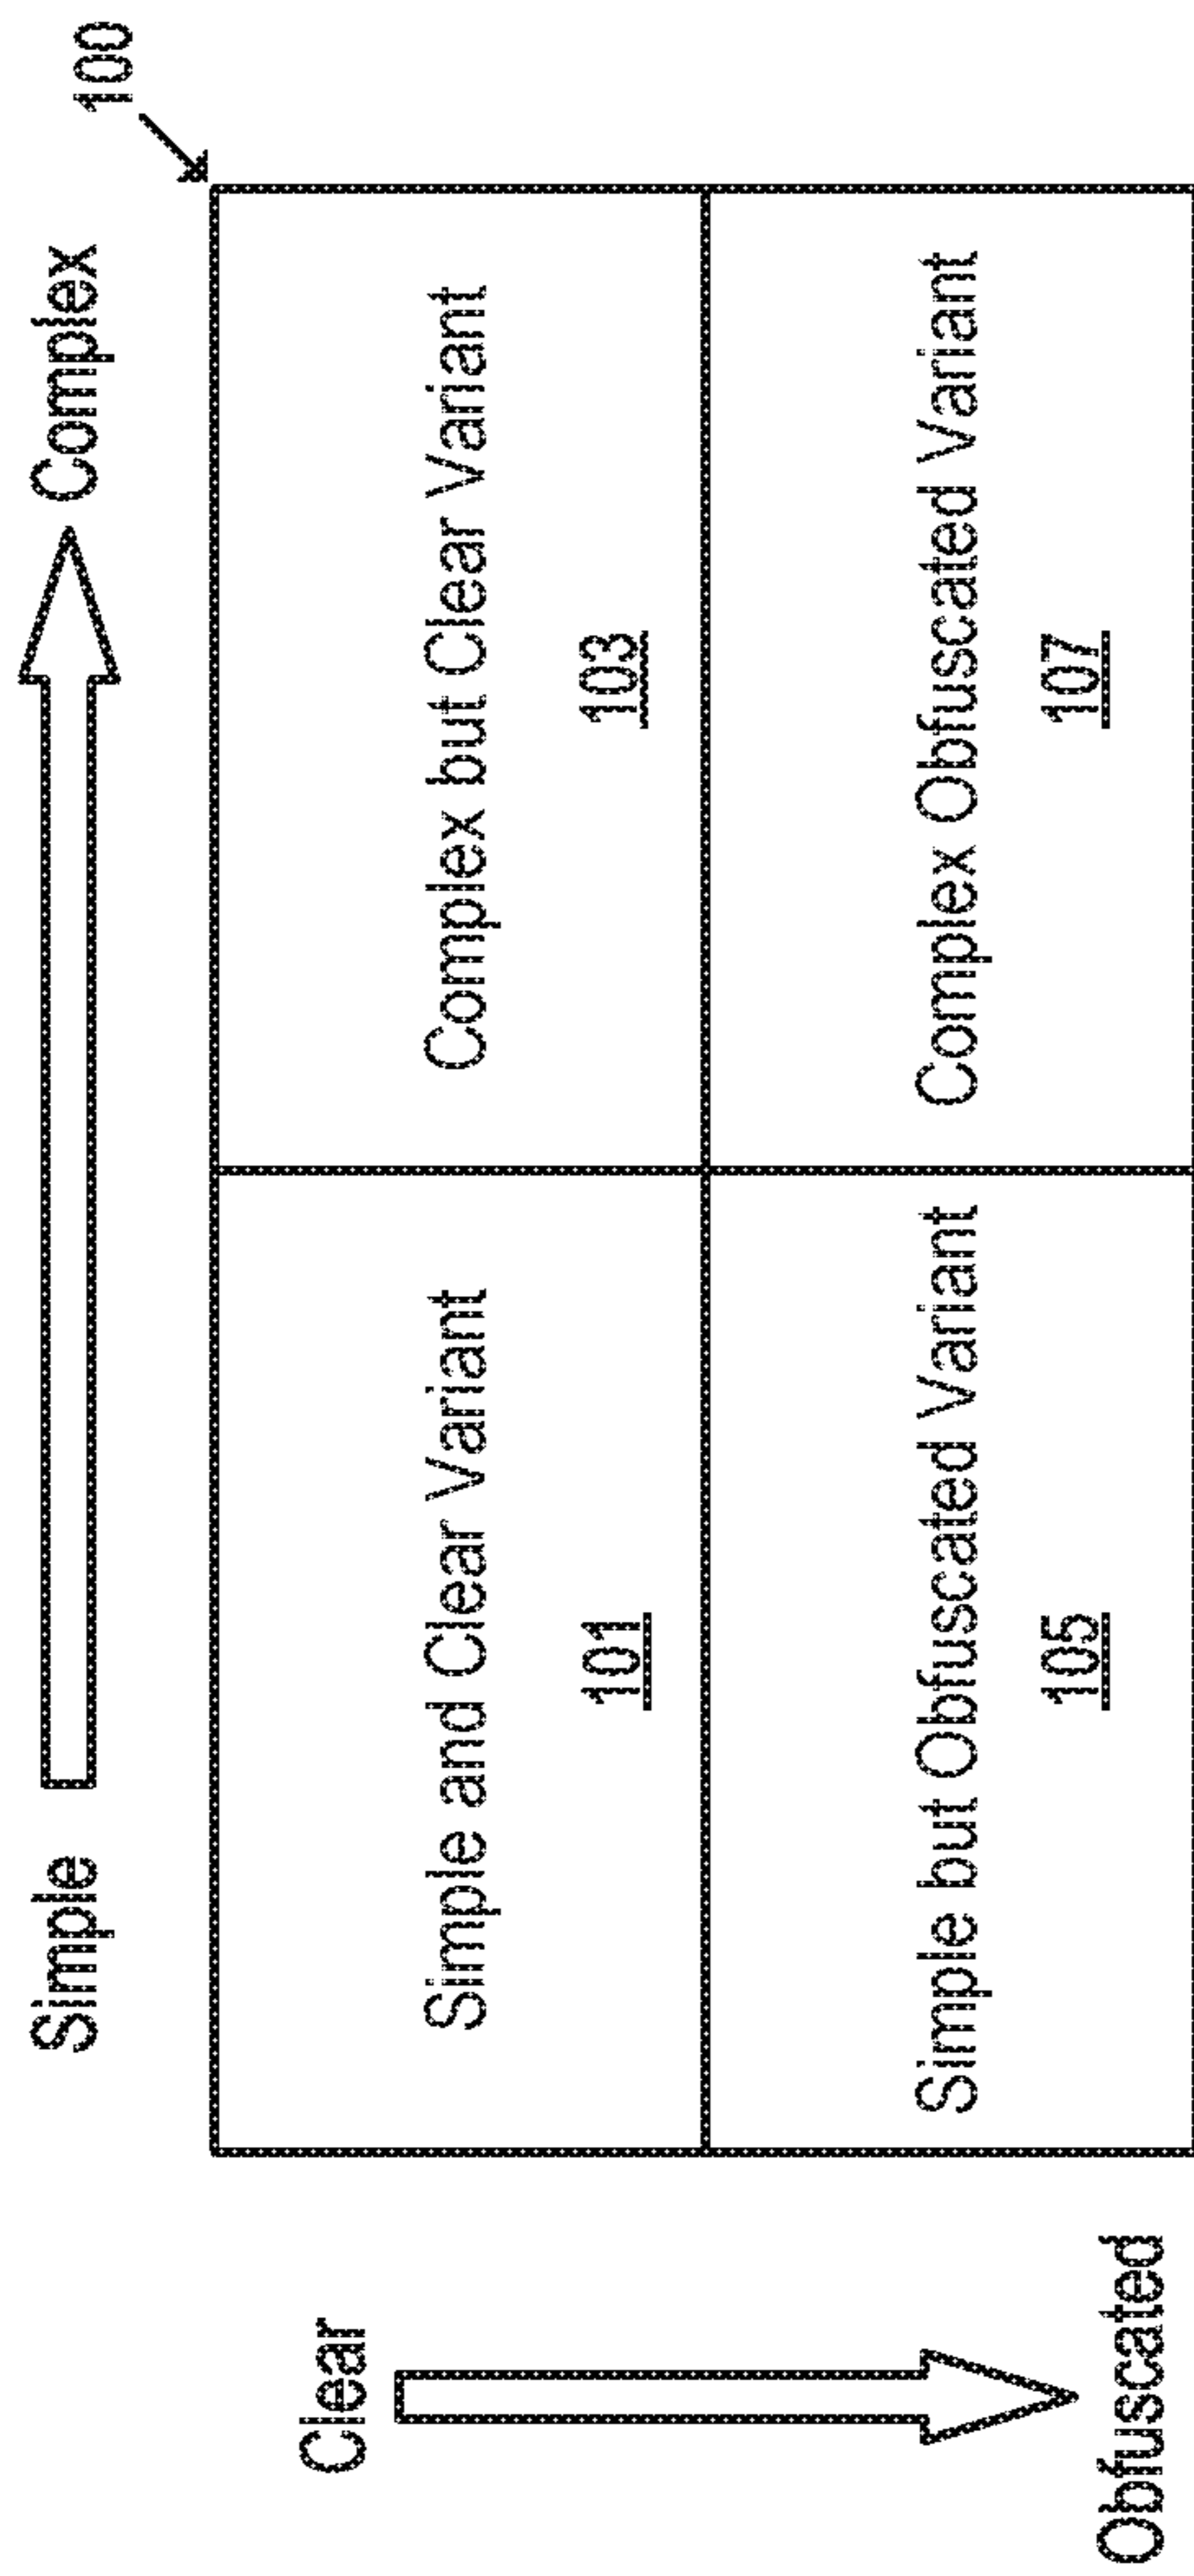 100
Simple
Complex
Clear
Obfuscated
Simple and Clear Variant
101
Complex but Clear Variant
103
Simple but Obfuscated Variant
105
Complex Obfuscated Variant
107